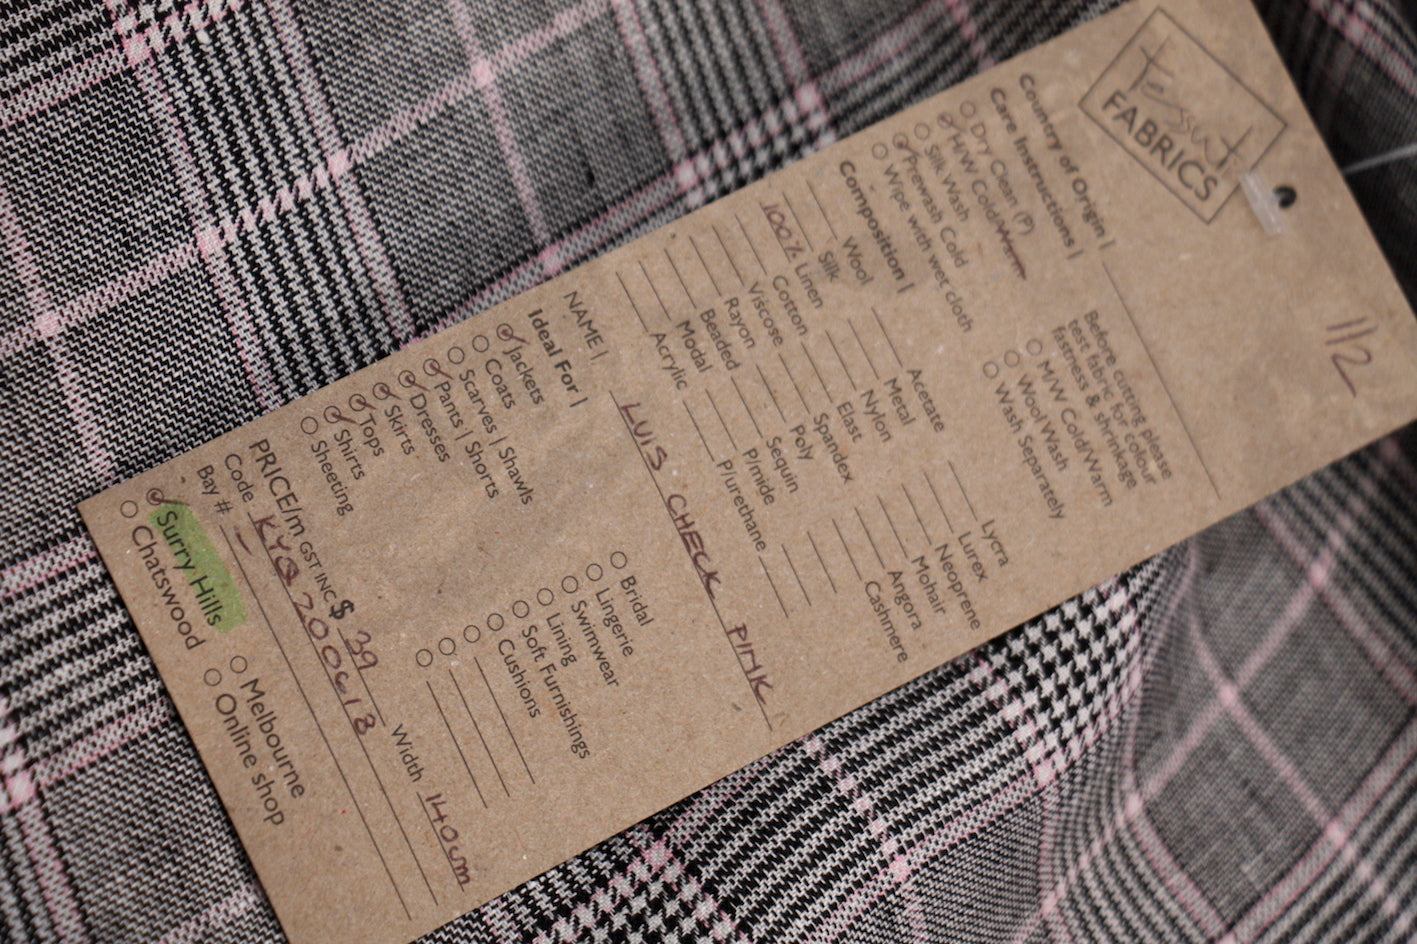 Tessuti
FABRICS
1/2
Country of Origin |
Care Instructions |
Before cutting please
test fabric for colour
fastness & shrinkage
Dry Clean (P)
H/W Cold/Warm
Silk Wash
Prewash Cold
Wipe with wet cloth
M/W Cold/Warm
Wool Wash
Wash Separately
Composition |
Wool
Silk
100% Linen
Cotton
Viscose
Rayon
Beaded
Modal
Acrylic
Acetate
Metal
Nylon
Elast
Spandex
Poly
Sequin
P/mide
P/urethane
Lycra
Lurex
Neoprene
Mohair
Angora
Cashmere
NAME | LUIS CHECK PINK
Ideal For |
Jackets
Coats
Scarves | Shawls
Pants | Shorts
Dresses
Skirts
Tops
Shirts
Sheeting
Bridal
Lingerie
Swimwear
Lining
Soft Furnishings
Cushions
PRICE/m GST INC $ 39 Width 140cm
Code KYQ 200618
Bay #
Surry Hills
Chatswood
Melbourne
Online shop